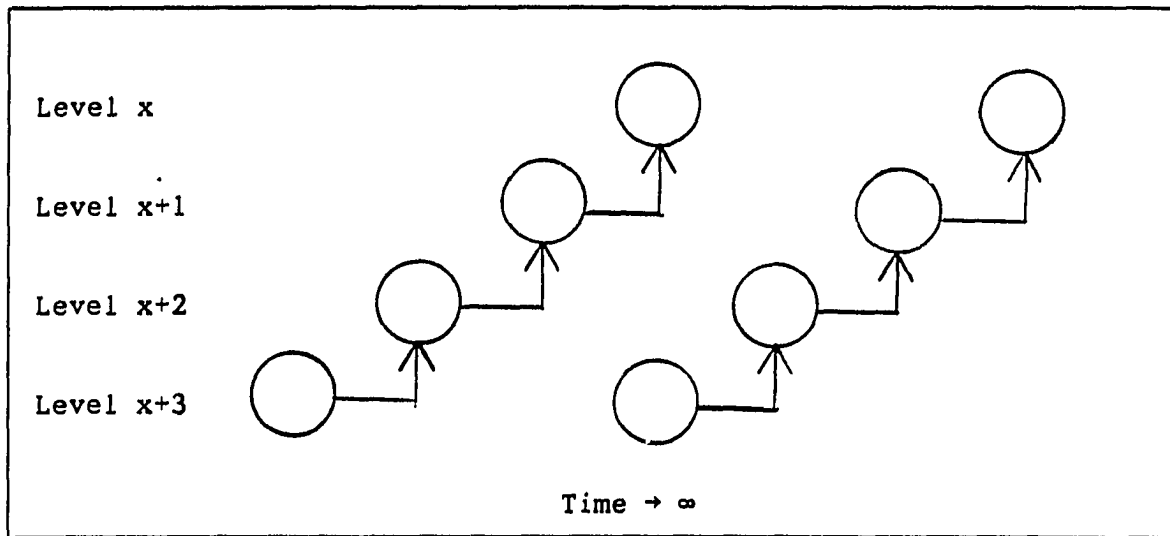 Level x
Level x+1
Level x+2
Level x+3
Time → ∞